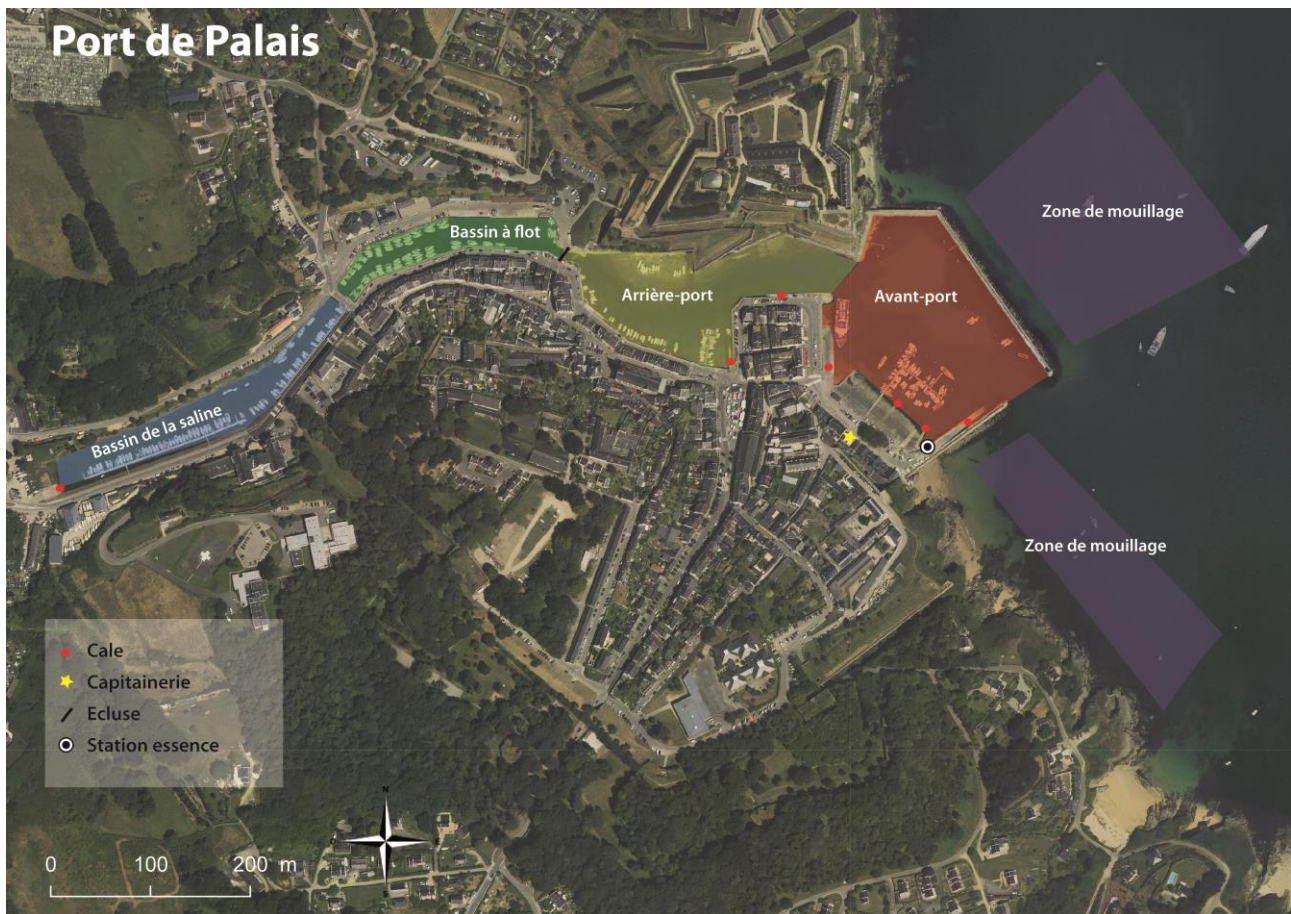 Port de Palais
Zone de mouillage
Bassin à flot
Arrière-port
Avant-port
Bassin de la saline
Zone de mouillage
Cale
Capitainerie
Ecluse
Station essence
N
0 100 200 m